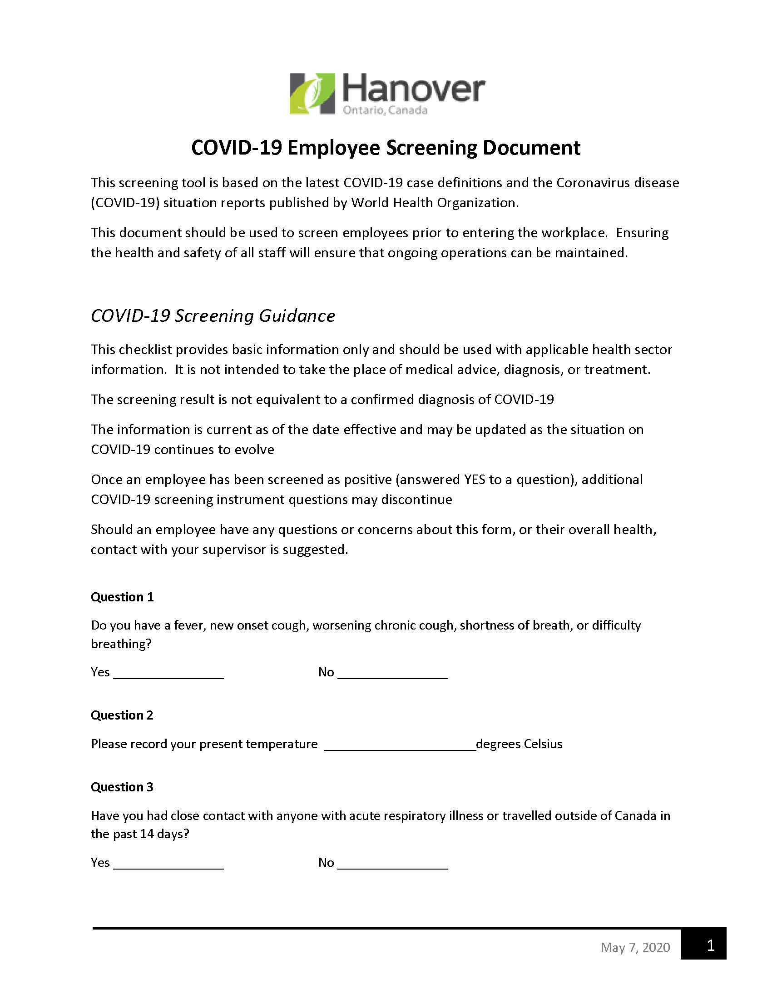 Hanover
Ontario, Canada
COVID-19 Employee Screening Document
This screening tool is based on the latest COVID-19 case definitions and the Coronavirus disease
(COVID-19) situation reports published by World Health Organization.
This document should be used to screen employees prior to entering the workplace.  Ensuring
the health and safety of all staff will ensure that ongoing operations can be maintained.
COVID-19 Screening Guidance
This checklist provides basic information only and should be used with applicable health sector
information.  It is not intended to take the place of medical advice, diagnosis, or treatment.
The screening result is not equivalent to a confirmed diagnosis of COVID-19
The information is current as of the date effective and may be updated as the situation on
COVID-19 continues to evolve
Once an employee has been screened as positive (answered YES to a question), additional
COVID-19 screening instrument questions may discontinue
Should an employee have any questions or concerns about this form, or their overall health,
contact with your supervisor is suggested.
Question 1
Do you have a fever, new onset cough, worsening chronic cough, shortness of breath, or difficulty
breathing?
Yes ________________ No ________________
Question 2
Please record your present temperature ______________________degrees Celsius
Question 3
Have you had close contact with anyone with acute respiratory illness or travelled outside of Canada in
the past 14 days?
Yes ________________ No ________________
May 7, 2020 1